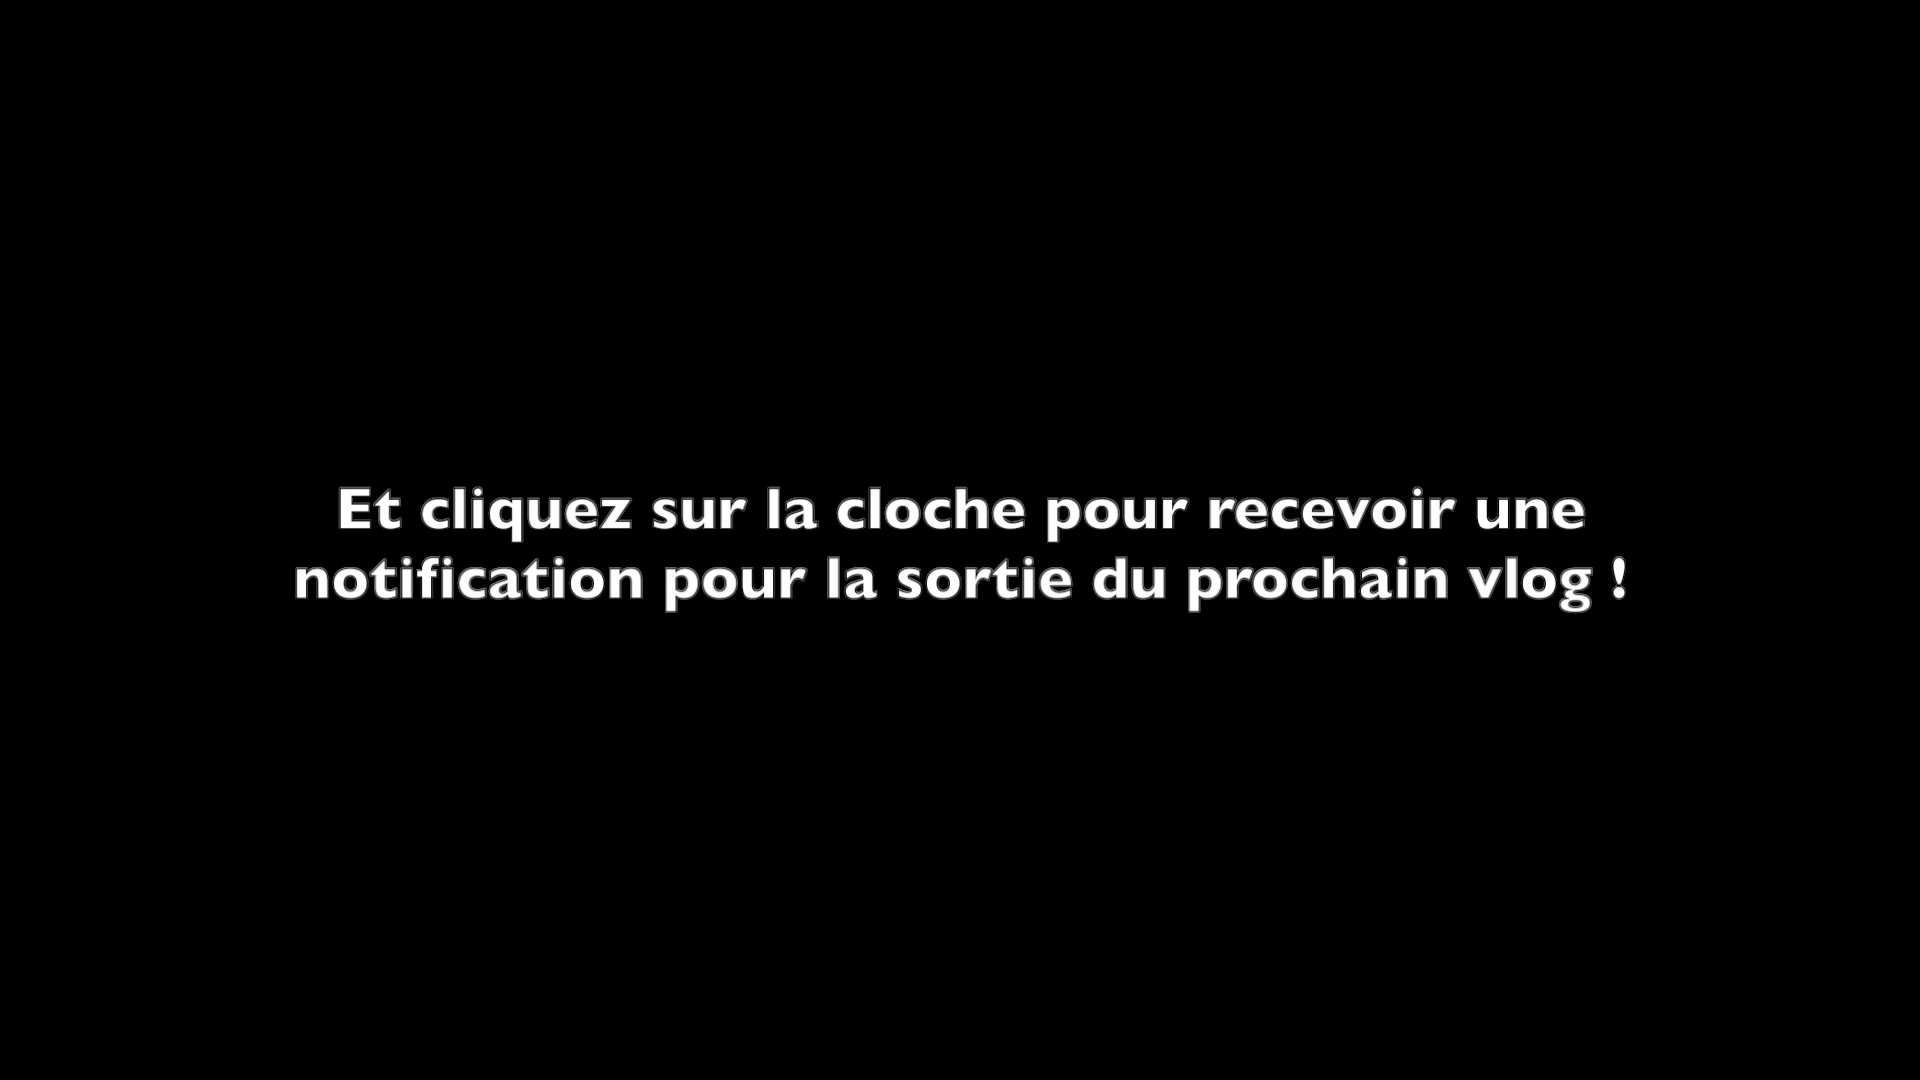 Et cliquez sur la cloche pour recevoir une
notification pour la sortie du prochain vlog !